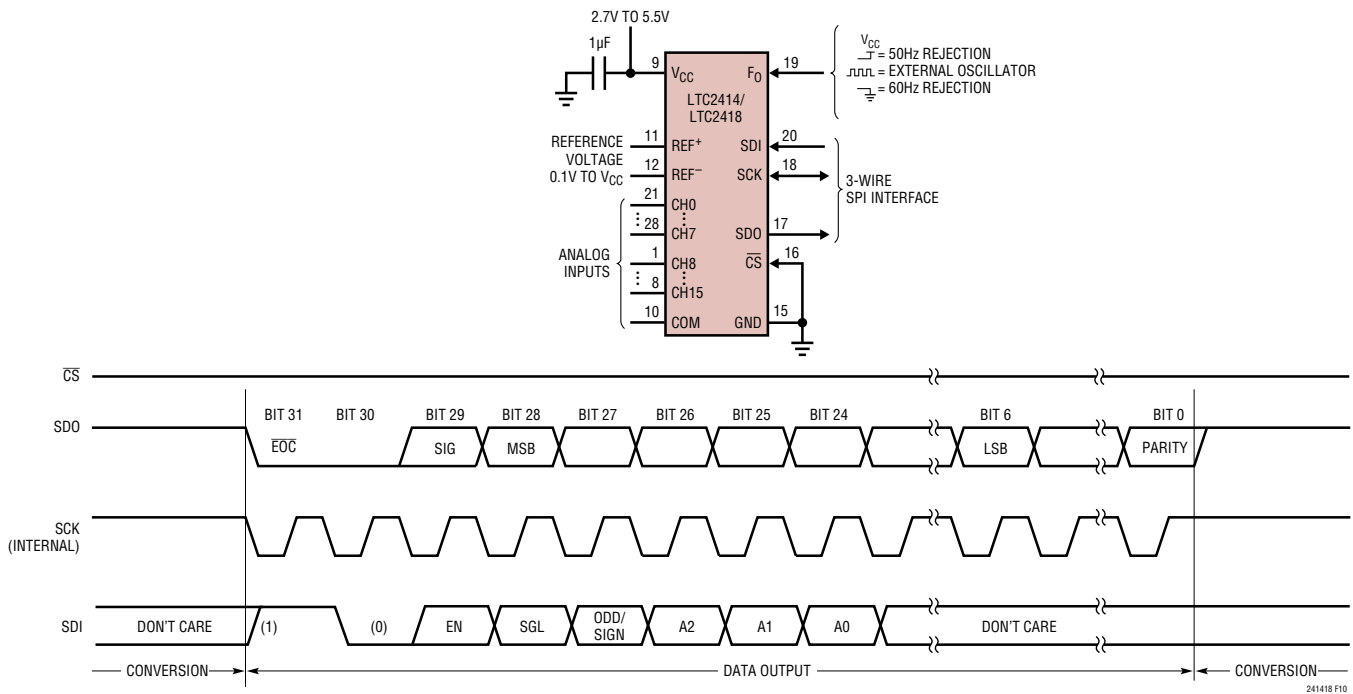 2.7V TO 5.5V
1µF
9
VCC
FO
19
VCC
= 50Hz REJECTION
= EXTERNAL OSCILLATOR
= 60Hz REJECTION
LTC2414/
LTC2418
REFERENCE
VOLTAGE
0.1V TO VCC
11
REF+
12
REF–
SDI
20
SCK
18
3-WIRE
SPI INTERFACE
ANALOG
INPUTS
21
CH0
28
CH7
1
CH8
8
CH15
10
COM
SDO
17
CS
16
GND
15
CS
BIT 31 BIT 30 BIT 29 BIT 28 BIT 27 BIT 26 BIT 25 BIT 24 BIT 6 BIT 0
SDO
EOC SIG MSB LSB PARITY
SCK
(INTERNAL)
SDI
DON'T CARE (1) (0) EN SGL ODD/
SIGN A2 A1 A0 DON'T CARE
CONVERSION DATA OUTPUT CONVERSION
241418 F10